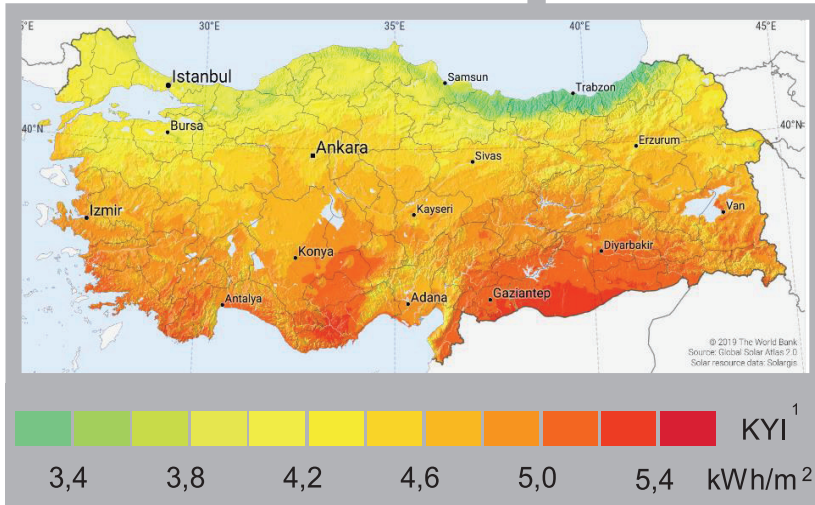 5°E 30°E 35°E 40°E 45°E
Istanbul
Samsun
Trabzon
Bursa
40°N
40°N
Ankara
Erzurum
Sivas
Izmir
Kayseri
Van
Konya
Diyarbakir
Antalya
Adana
Gaziantep
© 2019 The World Bank
Source: Global Solar Atlas 2.0
Solar resource data: Solargis
KYI 1
3,4 3,8 4,2 4,6 5,0 5,4 kWh/m²